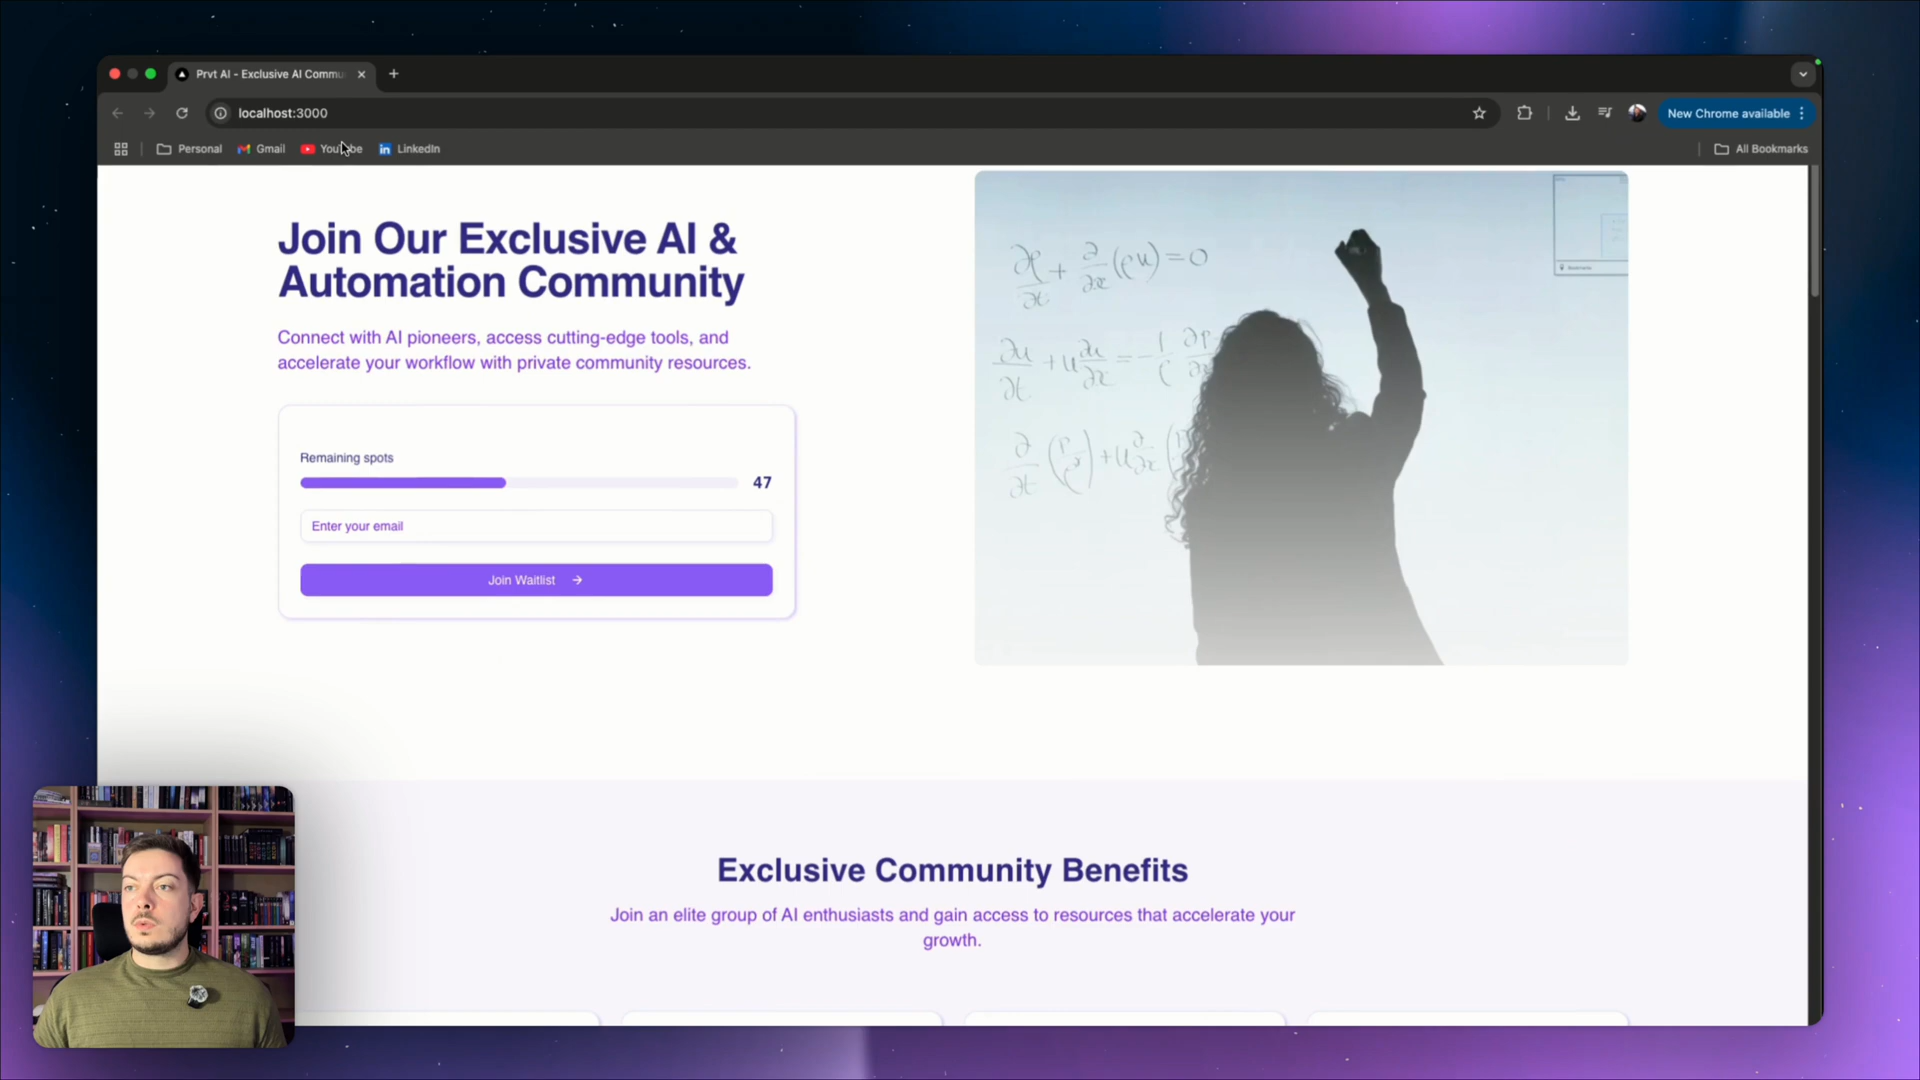 Prvt AI - Exclusive AI Commu
localhost:3000
New Chrome available
Personal
Gmail
YouTube
LinkedIn
All Bookmarks
Join Our Exclusive AI &
Automation Community
Connect with AI pioneers, access cutting-edge tools, and
accelerate your workflow with private community resources.
Remaining spots
47
Enter your email
Join Waitlist →
∂ρ/∂t + ∂/∂x (ρu) = 0
Exclusive Community Benefits
Join an elite group of AI enthusiasts and gain access to resources that accelerate your
growth.